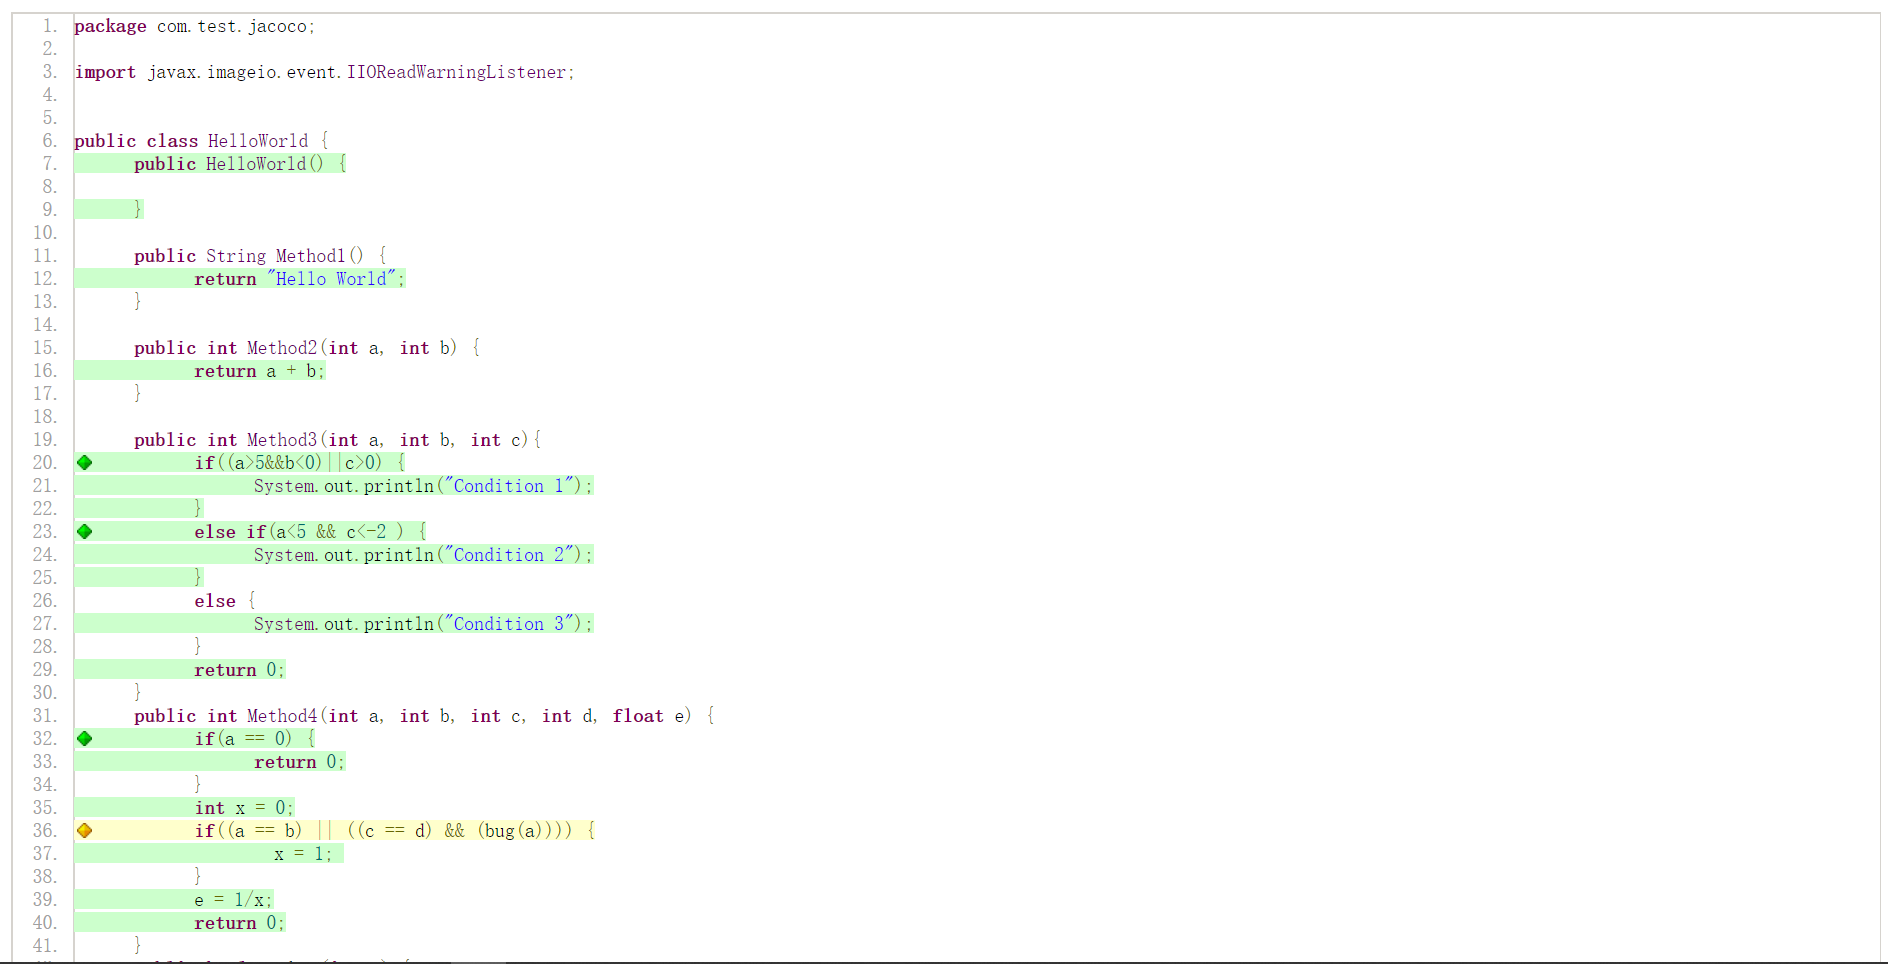 1. package com.test.jacoco;
2.
3. import javax.imageio.event.IIOReadWarningListener;
4.
5.
6. public class HelloWorld {
7. public HelloWorld() {
8.
9. }
10.
11. public String Method1() {
12. return "Hello World";
13. }
14.
15. public int Method2(int a, int b) {
16. return a + b;
17. }
18.
19. public int Method3(int a, int b, int c){
20. if((a>5&&b<0)||c>0) {
21. System.out.println("Condition 1");
22. }
23. else if(a<5 && c<-2 ) {
24. System.out.println("Condition 2");
25. }
26. else {
27. System.out.println("Condition 3");
28. }
29. return 0;
30. }
31. public int Method4(int a, int b, int c, int d, float e) {
32. if(a == 0) {
33. return 0;
34. }
35. int x = 0;
36. if((a == b) || ((c == d) && (bug(a)))) {
37. x = 1;
38. }
39. e = 1/x;
40. return 0;
41. }